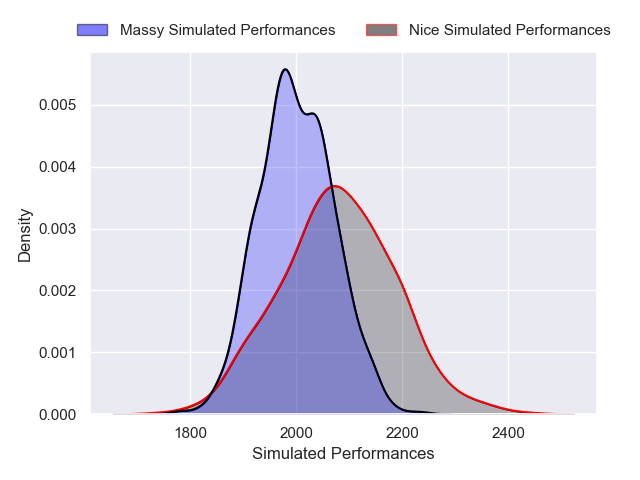 Massy Simulated Performances
Nice Simulated Performances
0.005
0.004
0.003
0.002
0.001
0.000
Density
1800
2000
2200
2400
Simulated Performances